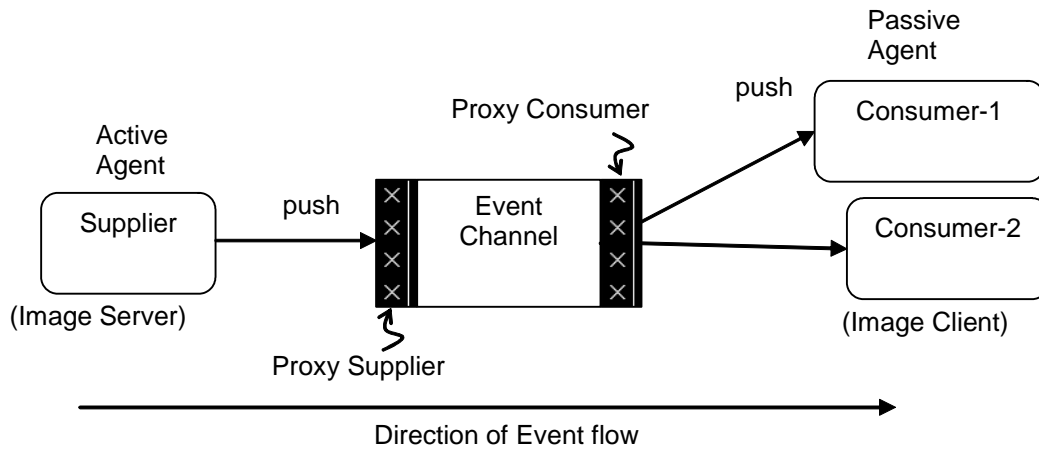 Passive
Agent
push
Consumer-1
Proxy Consumer
Active
Agent
push
Supplier
Event
Channel
Consumer-2
(Image Server)
(Image Client)
Proxy Supplier
Direction of Event flow